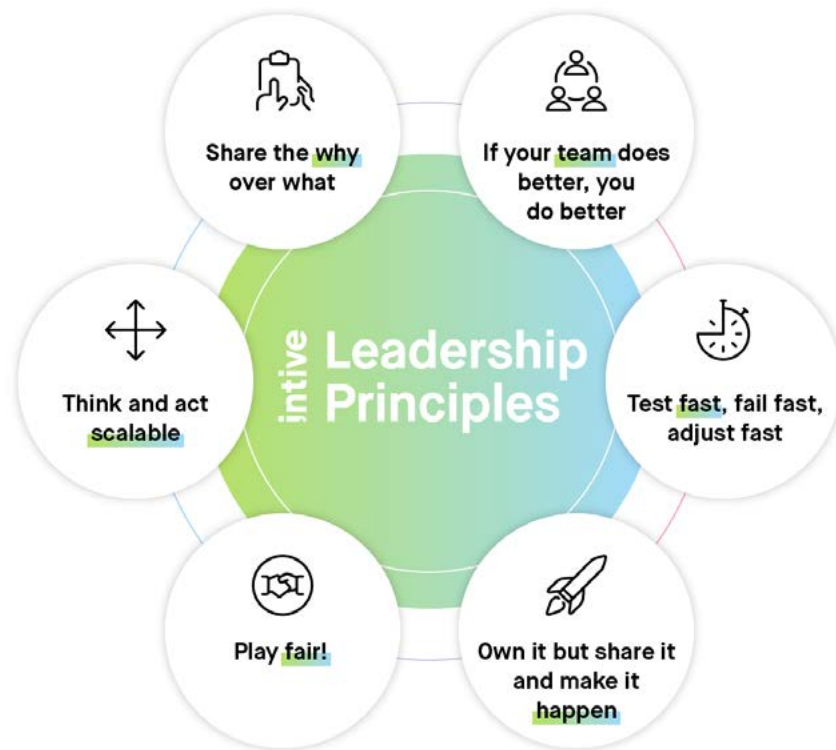 Share the why
over what
If your team does
better, you
do better
Think and act
scalable
intive
Leadership
Principles
Test fast, fail fast,
adjust fast
Play fair!
Own it but share it
and make it
happen